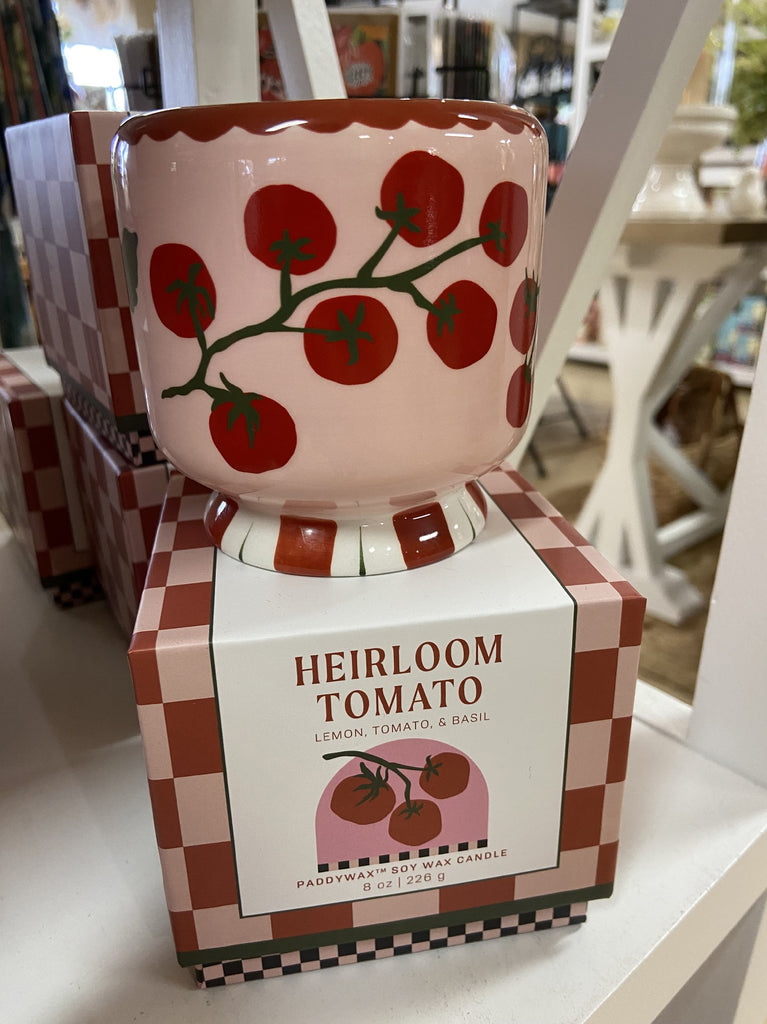 HEIRLOOM
TOMATO
LEMON, TOMATO, & BASIL
PADDYWAX™ SOY WAX CANDLE
8 oz | 226 g